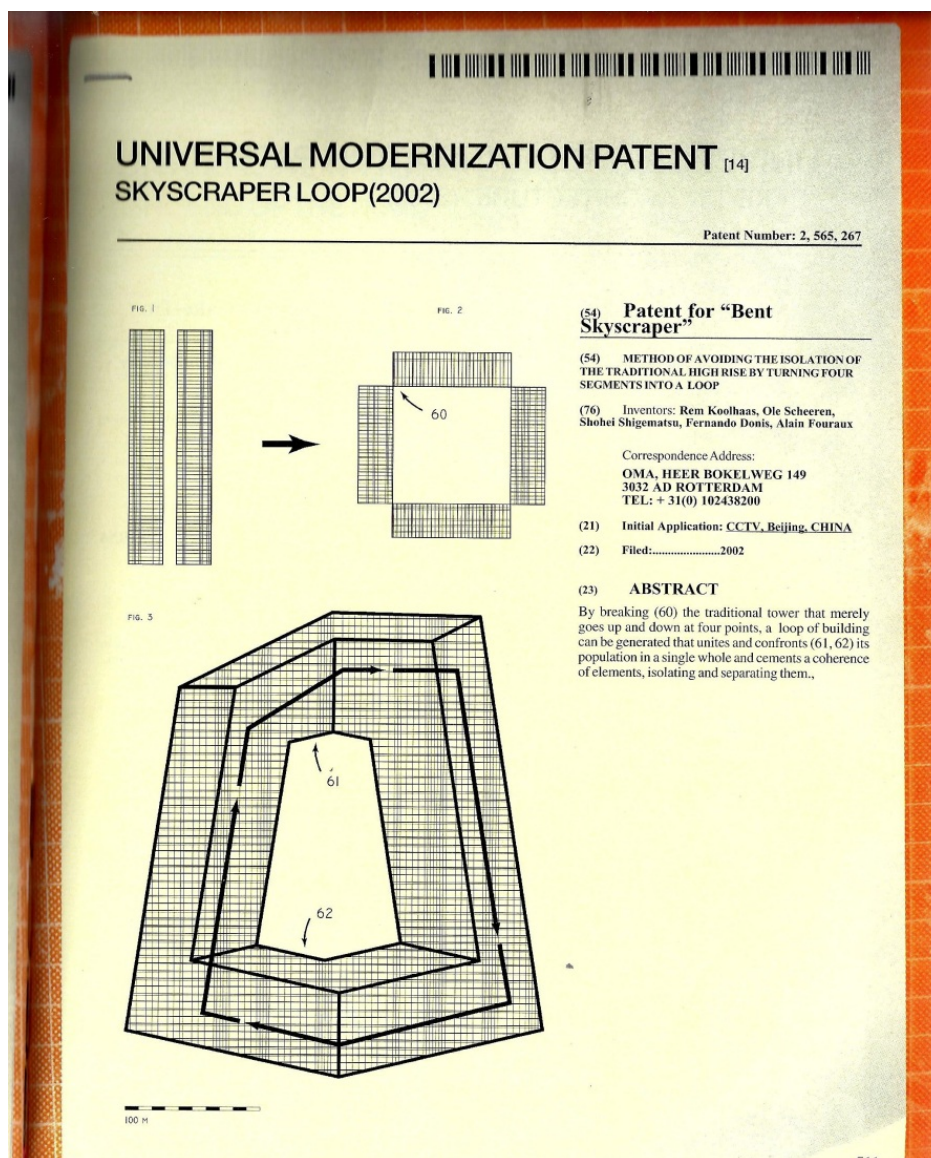 UNIVERSAL MODERNIZATION PATENT [14]
SKYSCRAPER LOOP(2002)
Patent Number: 2, 565, 267
FIG. 1
FIG. 2
60
(54) Patent for “Bent
Skyscraper”
(54) METHOD OF AVOIDING THE ISOLATION OF
THE TRADITIONAL HIGH RISE BY TURNING FOUR
SEGMENTS INTO A LOOP
(76) Inventors: Rem Koolhaas, Ole Scheeren,
Shohei Shigematsu, Fernando Donis, Alain Fouraux
Correspondence Address:
OMA, HEER BOKELWEG 149
3032 AD ROTTERDAM
TEL: + 31(0) 102438200
(21) Initial Application: CCTV, Beijing, CHINA
(22) Filed:......................2002
(23) ABSTRACT
By breaking (60) the traditional tower that merely
goes up and down at four points, a loop of building
can be generated that unites and confronts (61, 62) its
population in a single whole and cements a coherence
of elements, isolating and separating them.,
FIG. 3
61
62
100 M